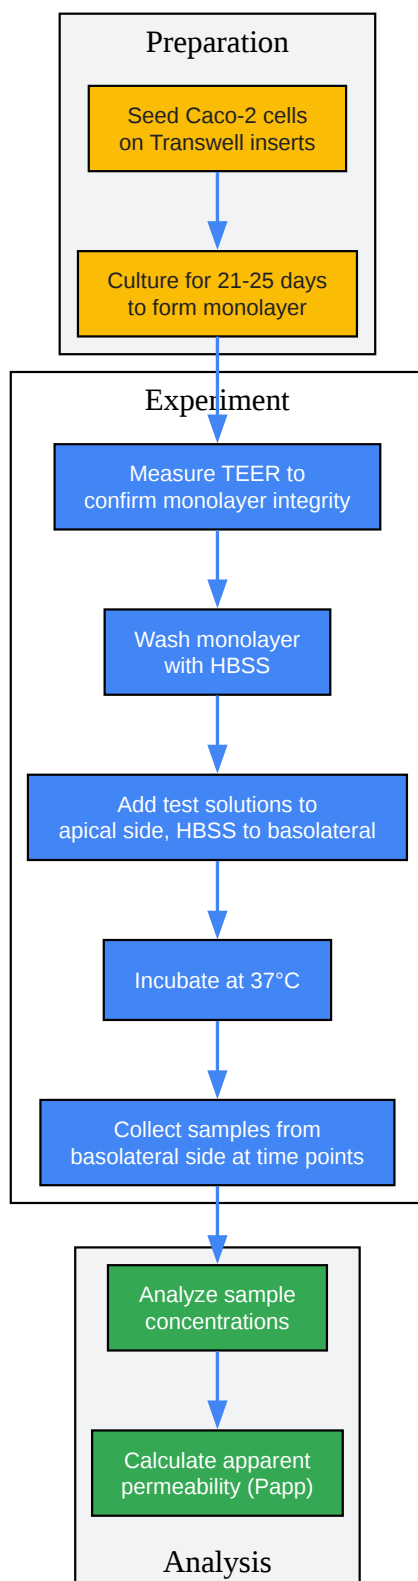 Preparation
Seed Caco-2 cells
on Transwell inserts
Culture for 21-25 days
to form monolayer
Experiment
Measure TEER to
confirm monolayer integrity
Wash monolayer
with HBSS
Add test solutions to
apical side, HBSS to basolateral
Incubate at 37°C
Collect samples from
basolateral side at time points
Analyze sample
concentrations
Calculate apparent
permeability (Papp)
Analysis